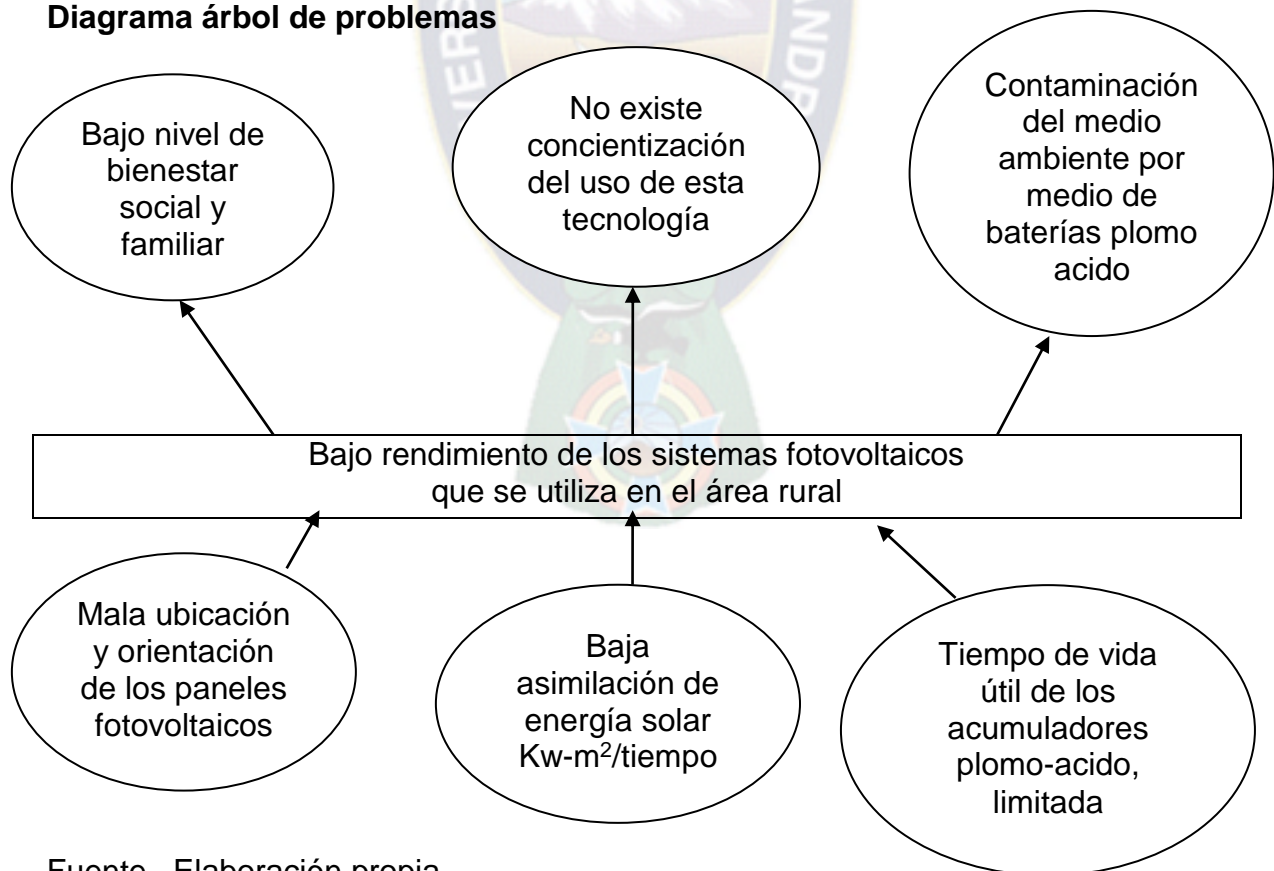 Diagrama árbol de problemas
Bajo nivel de
bienestar
social y
familiar
No existe
concientización
del uso de esta
tecnología
Contaminación
del medio
ambiente por
medio de
baterías plomo
acido
Bajo rendimiento de los sistemas fotovoltaicos
que se utiliza en el área rural
Mala ubicación
y orientación
de los paneles
fotovoltaicos
Baja
asimilación de
energía solar
Kw-m²/tiempo
Tiempo de vida
útil de los
acumuladores
plomo-acido,
limitada
Fuente Elaboración propia